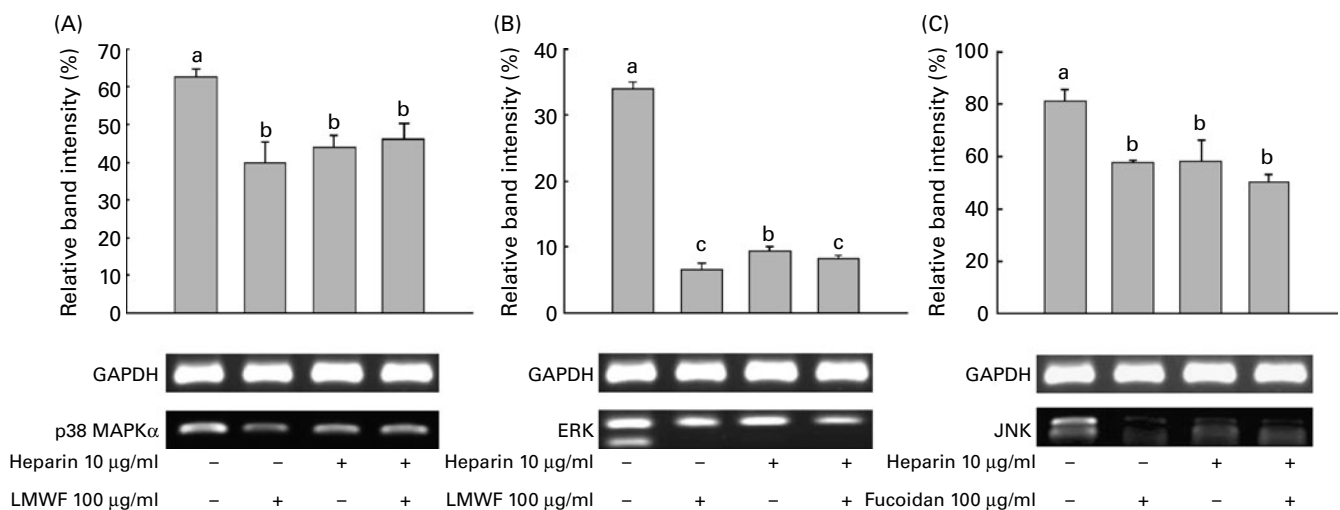 (A)
Relative band intensity (%)
70
60
50
40
30
20
10
0
a
b
b
b
GAPDH
p38 MAPKα
Heparin 10 μg/ml – – + +
LMWF 100 μg/ml – + – +
(B)
Relative band intensity (%)
40
30
20
10
0
a
c
b
c
GAPDH
ERK
Heparin 10 μg/ml – – + +
LMWF 100 μg/ml – + – +
(C)
Relative band intensity (%)
100
80
60
40
20
0
a
b
b
b
GAPDH
JNK
Heparin 10 μg/ml – – + +
Fucoidan 100 μg/ml – + – +